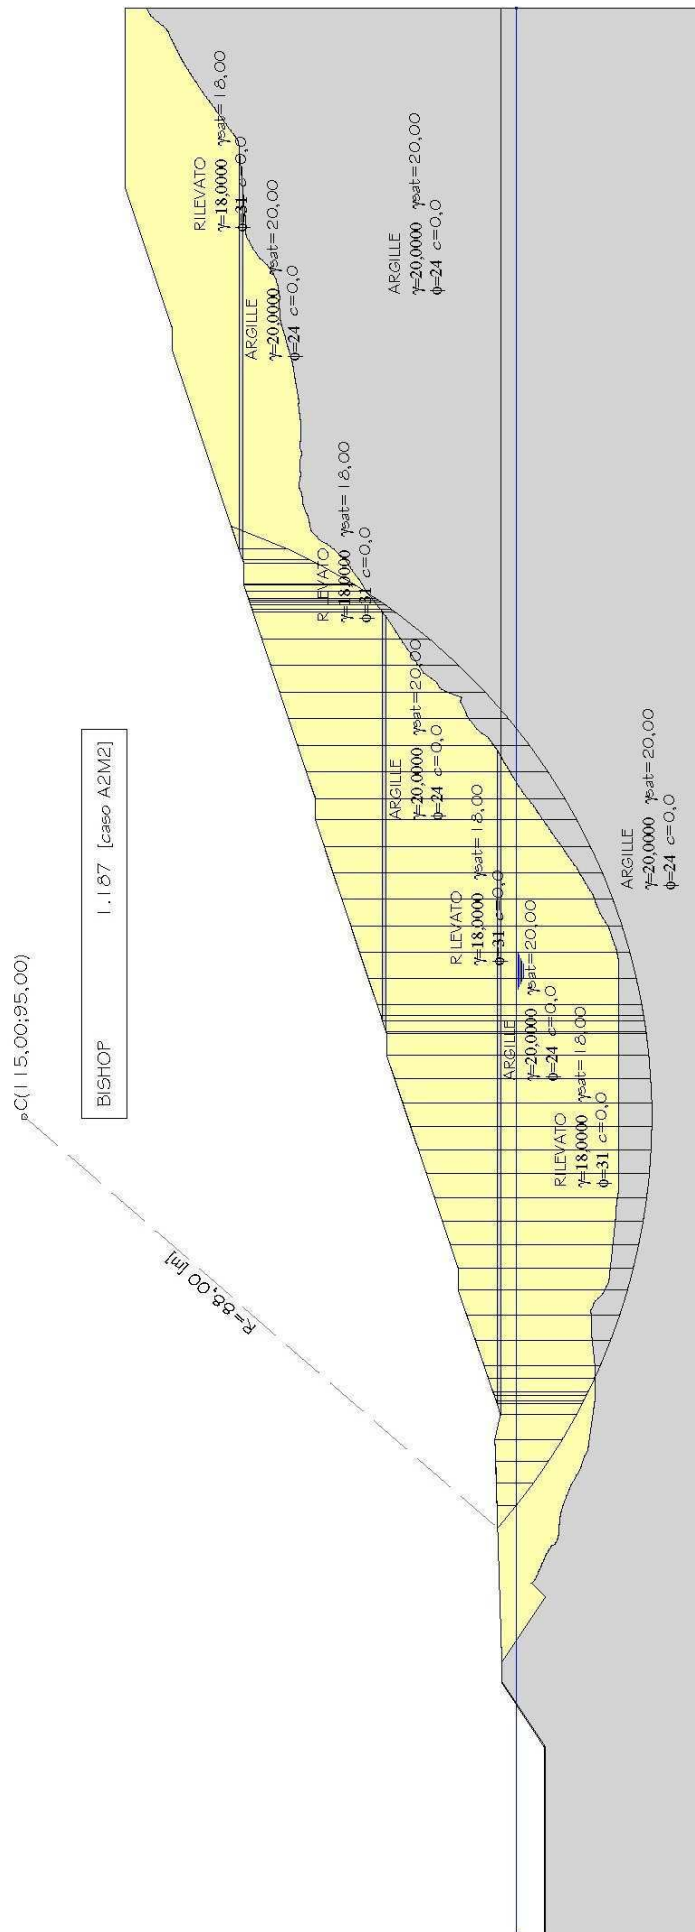 C(115,00;95,00)
BISHOP 1.187 [caso A2M2]
R=88,00 [m]
RILEVATO
γ=18,0000 γsat=18,00
φ=31 c=0,0
ARGILLE
γ=20,0000 γsat=20,00
φ=24 c=0,0
ARGILLE
γ=20,0000 γsat=20,00
φ=24 c=0,0
RILEVATO
γ=18,0000 γsat=18,00
φ=31 c=0,0
ARGILLE
γ=20,0000 γsat=20,00
φ=24 c=0,0
RILEVATO
γ=18,0000 γsat=18,00
φ=31 c=0,0
ARGILLE
γ=20,0000 γsat=20,00
φ=24 c=0,0
RILEVATO
γ=18,0000 γsat=18,00
φ=31 c=0,0
ARGILLE
γ=20,0000 γsat=20,00
φ=24 c=0,0